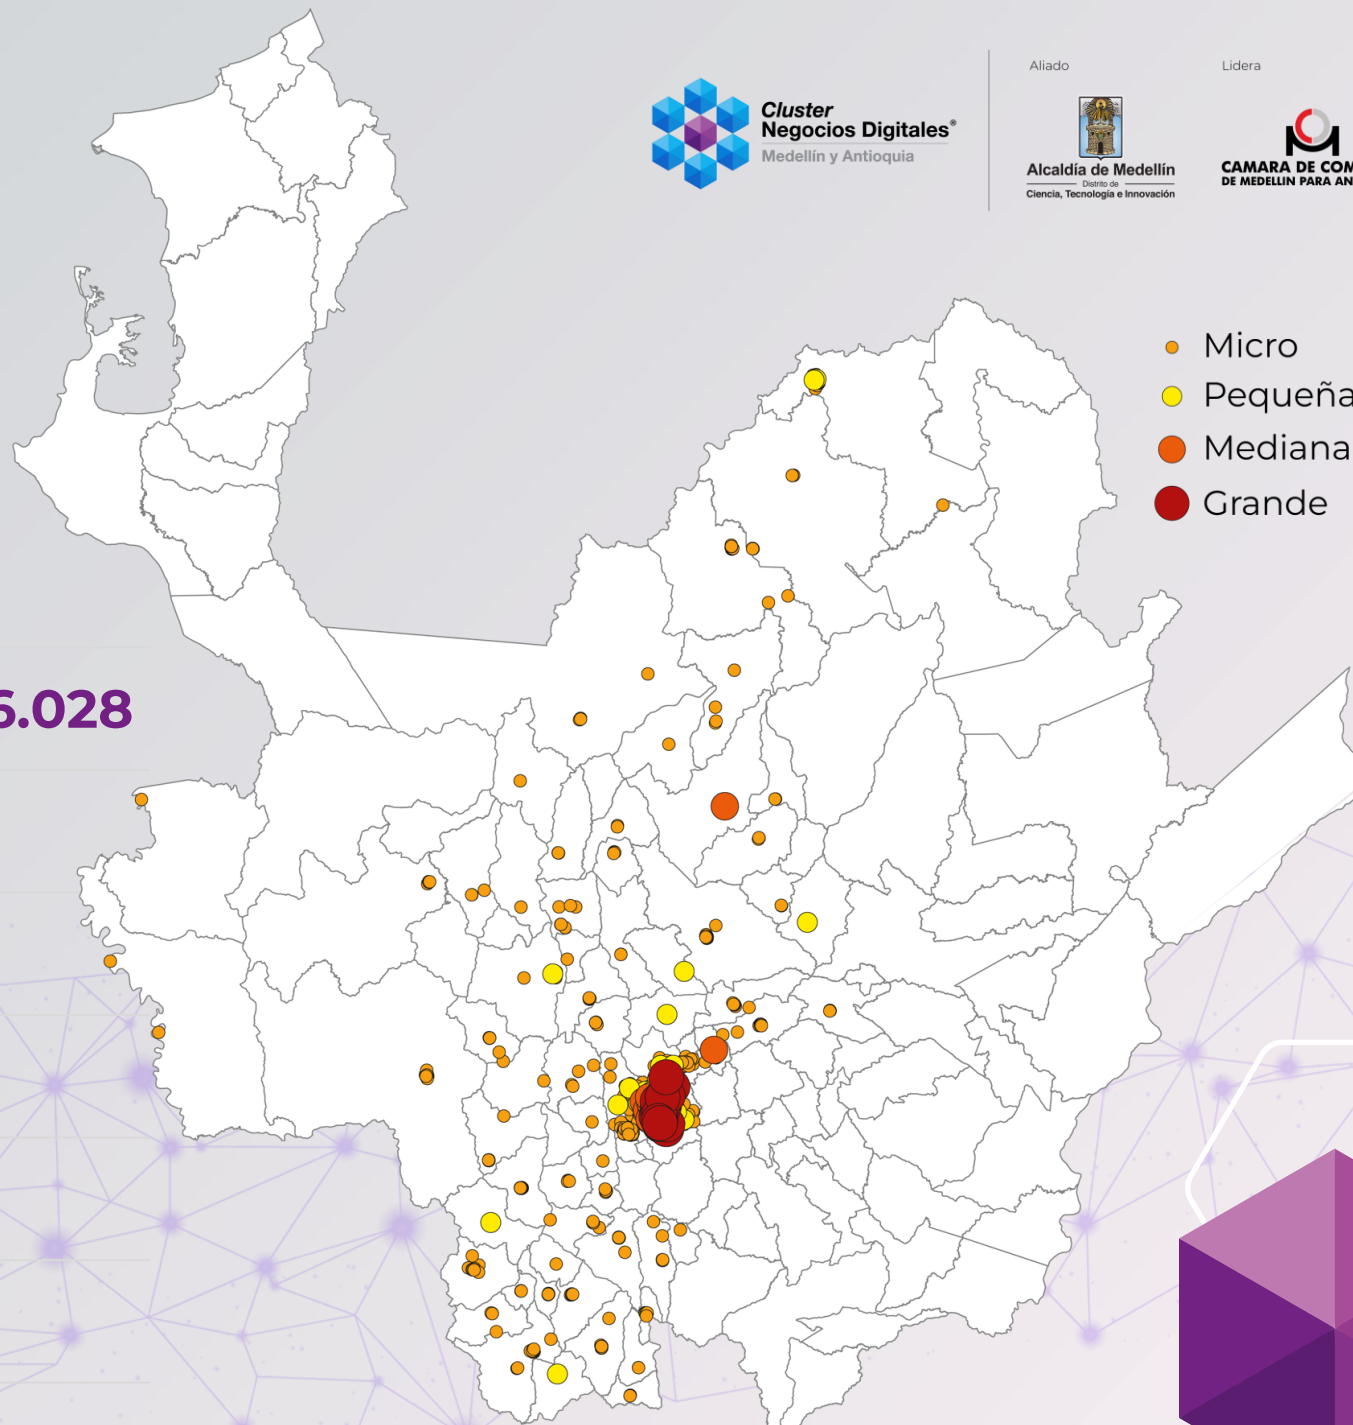 Aliado
Lidera
Cluster
Negocios Digitales®
Medellín y Antioquia
Alcaldía de Medellín
Distrito de
Ciencia, Tecnología e Innovación
CAMARA DE COM
DE MEDELLIN PARA AN
Micro
Pequeña
Mediana
Grande
6.028